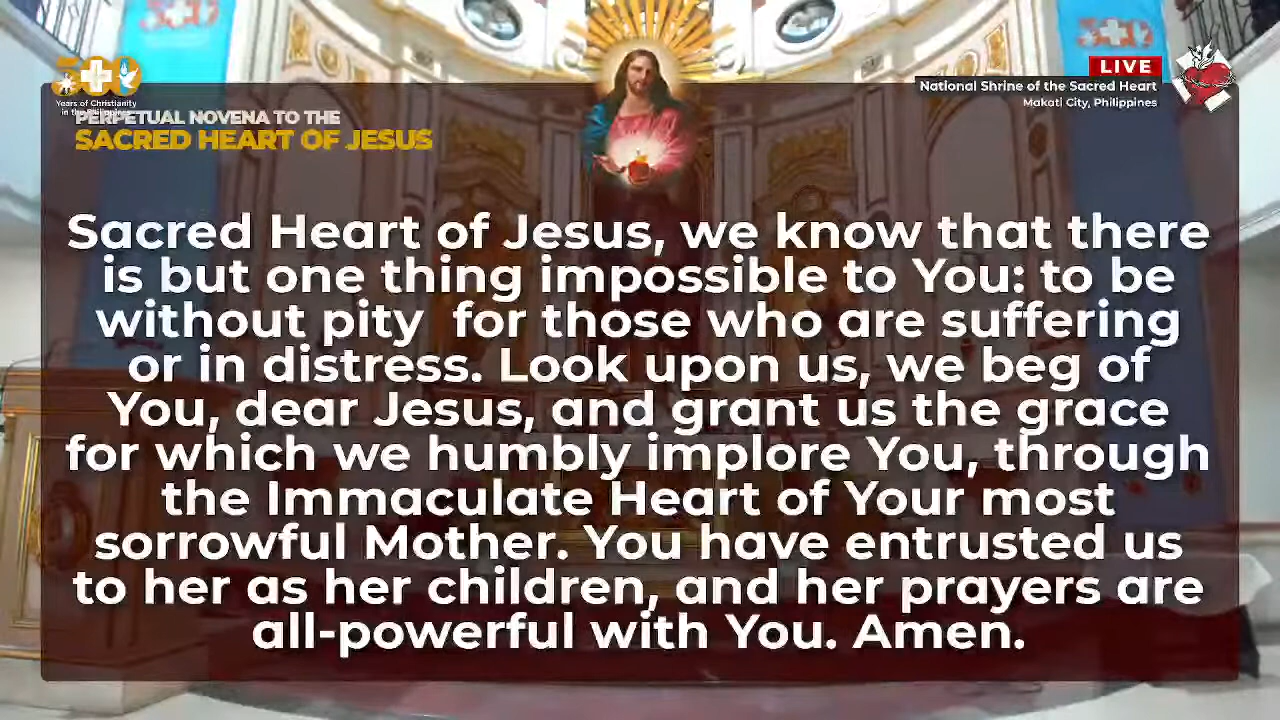 500
Years of Christianity
in the Philippines
PERPETUAL NOVENA TO THE
SACRED HEART OF JESUS
LIVE
National Shrine of the Sacred Heart
Makati City, Philippines
Sacred Heart of Jesus, we know that there
is but one thing impossible to You: to be
without pity  for those who are suffering
or in distress. Look upon us, we beg of
You, dear Jesus, and grant us the grace
for which we humbly implore You, through
the Immaculate Heart of Your most
sorrowful Mother. You have entrusted us
to her as her children, and her prayers are
all-powerful with You. Amen.